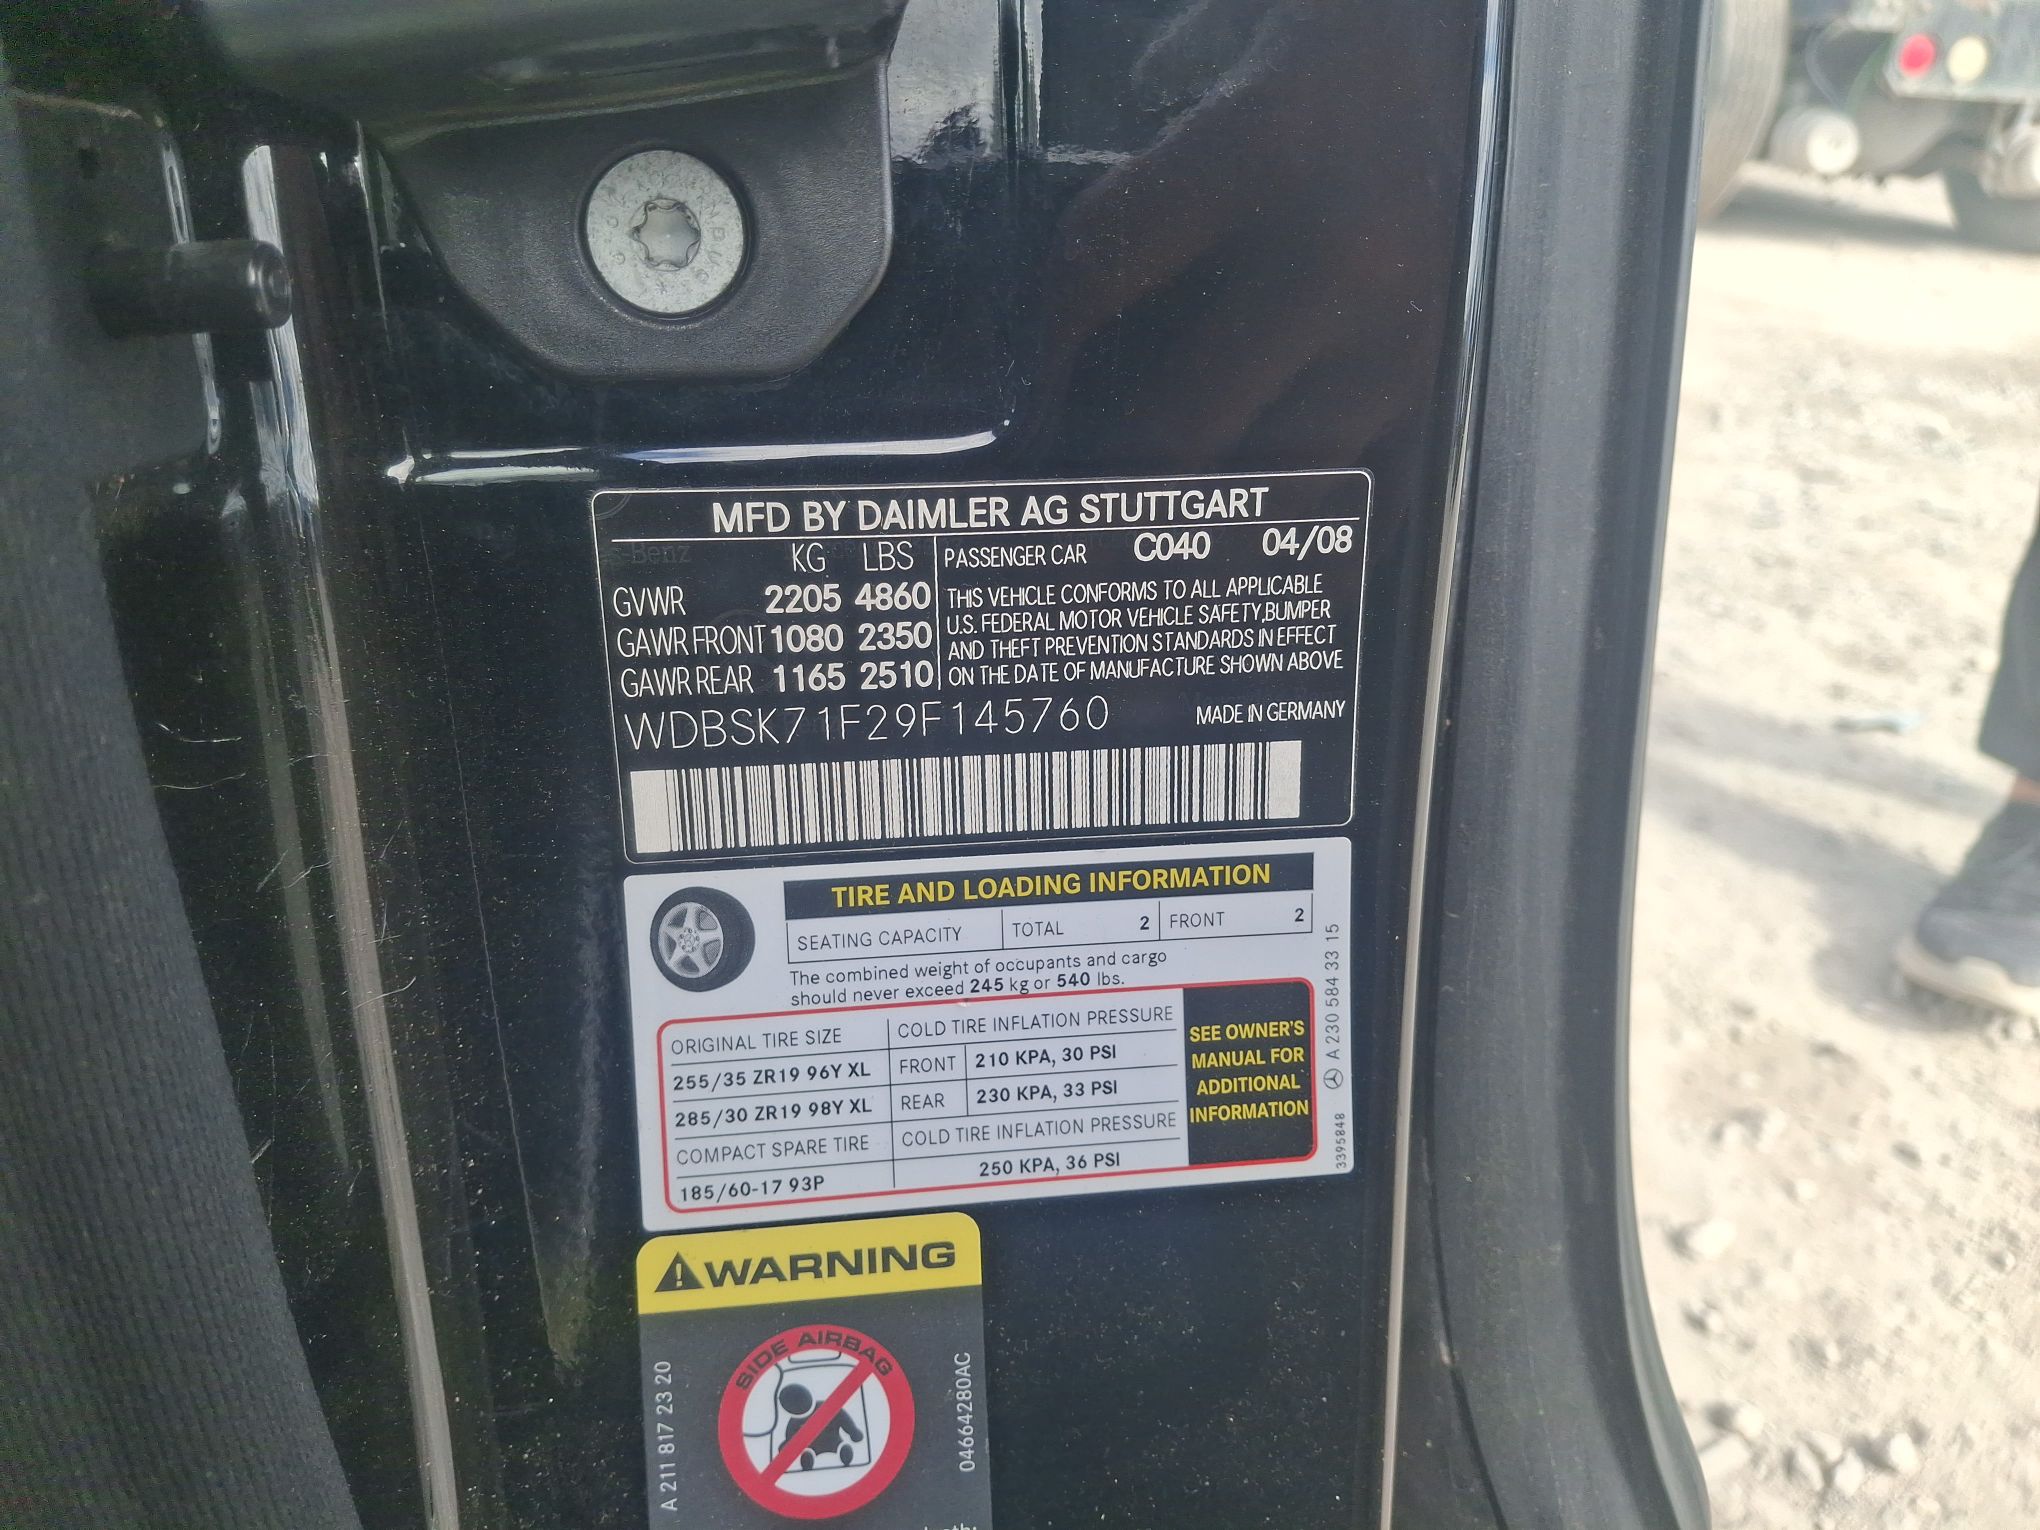 MFD BY DAIMLER AG STUTTGART
KG LBS
GVWR 2205 4860
GAWR FRONT 1080 2350
GAWR REAR 1165 2510
PASSENGER CAR C040 04/08
THIS VEHICLE CONFORMS TO ALL APPLICABLE
U.S. FEDERAL MOTOR VEHICLE SAFETY,BUMPER
AND THEFT PREVENTION STANDARDS IN EFFECT
ON THE DATE OF MANUFACTURE SHOWN ABOVE
WDBSK71F29F145760 MADE IN GERMANY
TIRE AND LOADING INFORMATION
SEATING CAPACITY TOTAL 2 FRONT 2
The combined weight of occupants and cargo
should never exceed 245 kg or 540 lbs.
ORIGINAL TIRE SIZE COLD TIRE INFLATION PRESSURE
255/35 ZR19 96Y XL FRONT 210 KPA, 30 PSI
285/30 ZR19 98Y XL REAR 230 KPA, 33 PSI
COMPACT SPARE TIRE COLD TIRE INFLATION PRESSURE
185/60-17 93P 250 KPA, 36 PSI
SEE OWNER'S
MANUAL FOR
ADDITIONAL
INFORMATION
A 230 584 33 15
3395848
WARNING
SIDE AIRBAG
A 211 817 23 20
04664280AC